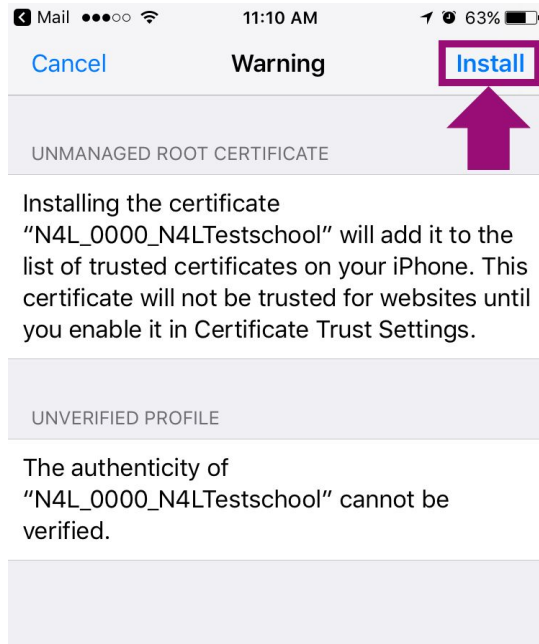 Mail 11:10 AM 63%
Cancel Warning Install
UNMANAGED ROOT CERTIFICATE
Installing the certificate
“N4L_0000_N4LTestschool” will add it to the
list of trusted certificates on your iPhone. This
certificate will not be trusted for websites until
you enable it in Certificate Trust Settings.
UNVERIFIED PROFILE
The authenticity of
“N4L_0000_N4LTestschool” cannot be
verified.